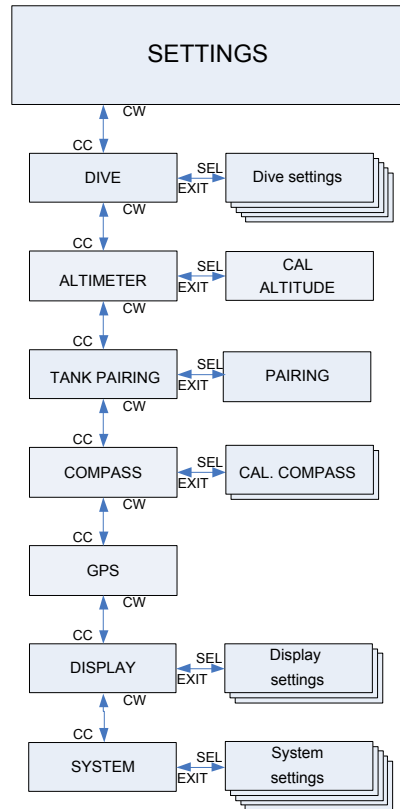 SETTINGS
CW
CC
DIVE
SEL
EXIT
Dive settings
CW
CC
ALTIMETER
SEL
EXIT
CAL
ALTITUDE
CW
CC
TANK PAIRING
SEL
EXIT
PAIRING
CW
CC
COMPASS
SEL
EXIT
CAL. COMPASS
CW
CC
GPS
CW
CC
DISPLAY
SEL
EXIT
Display
settings
CW
CC
SYSTEM
SEL
EXIT
System
settings